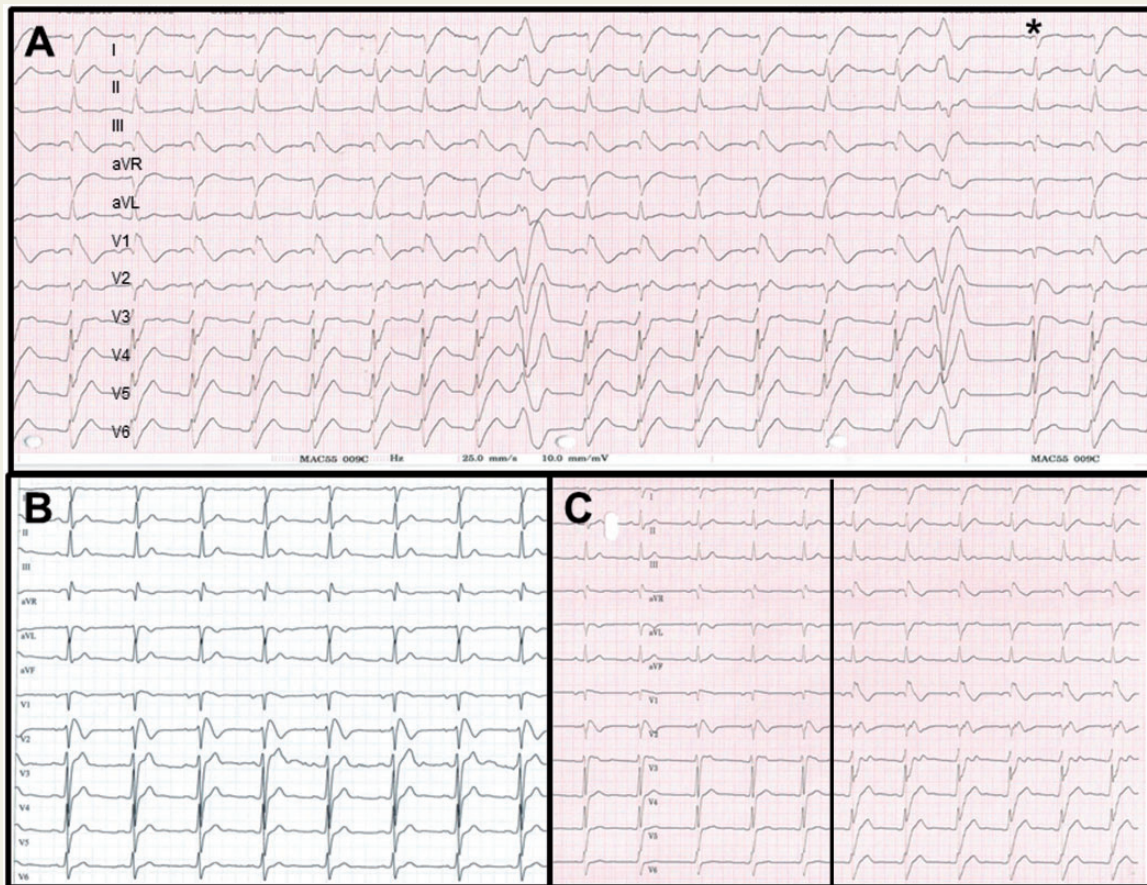 A
*
I
II
III
aVR
aVL
V1
V2
V3
V4
V5
V6
MAC55 009C Hz 25.0 mm/s 10.0 mm/mV MAC55 009C
B
II
III
aVR
aVL
aVF
V1
V2
V3
V4
V5
V6
C
I
II
III
aVR
aVL
aVF
V1
V2
V3
V4
V5
V6